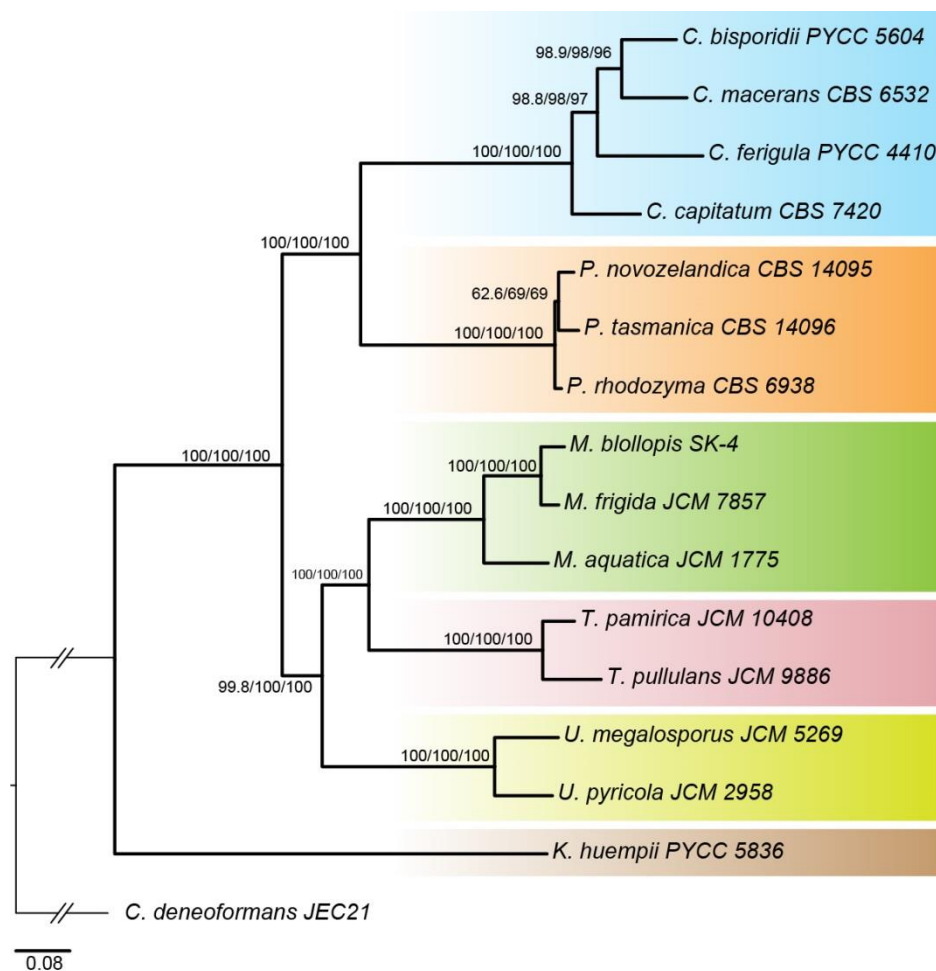 C. bisporidii PYCC 5604
98.9/98/96
C. macerans CBS 6532
98.8/98/97
C. ferigula PYCC 4410
100/100/100
C. capitatum CBS 7420
100/100/100
P. novozelandica CBS 14095
62.6/69/69
P. tasmanica CBS 14096
100/100/100
P. rhodozyma CBS 6938
M. blollopis SK-4
100/100/100
100/100/100
M. frigida JCM 7857
100/100/100
M. aquatica JCM 1775
100/100/100
T. pamirica JCM 10408
100/100/100
T. pullulans JCM 9886
99.8/100/100
U. megalosporus JCM 5269
100/100/100
U. pyricola JCM 2958
K. huempii PYCC 5836
C. deneoformans JEC21
0.08